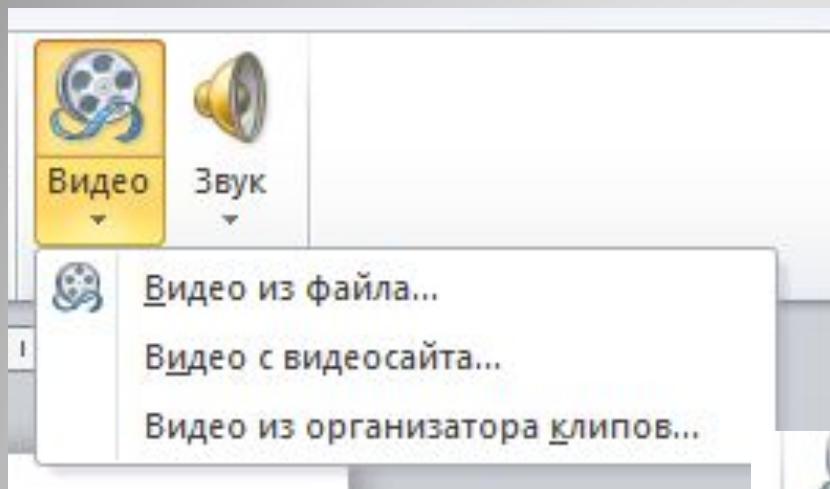 Видео Звук
Видео из файла...
Видео с видеосайта...
Видео из организатора клипов...